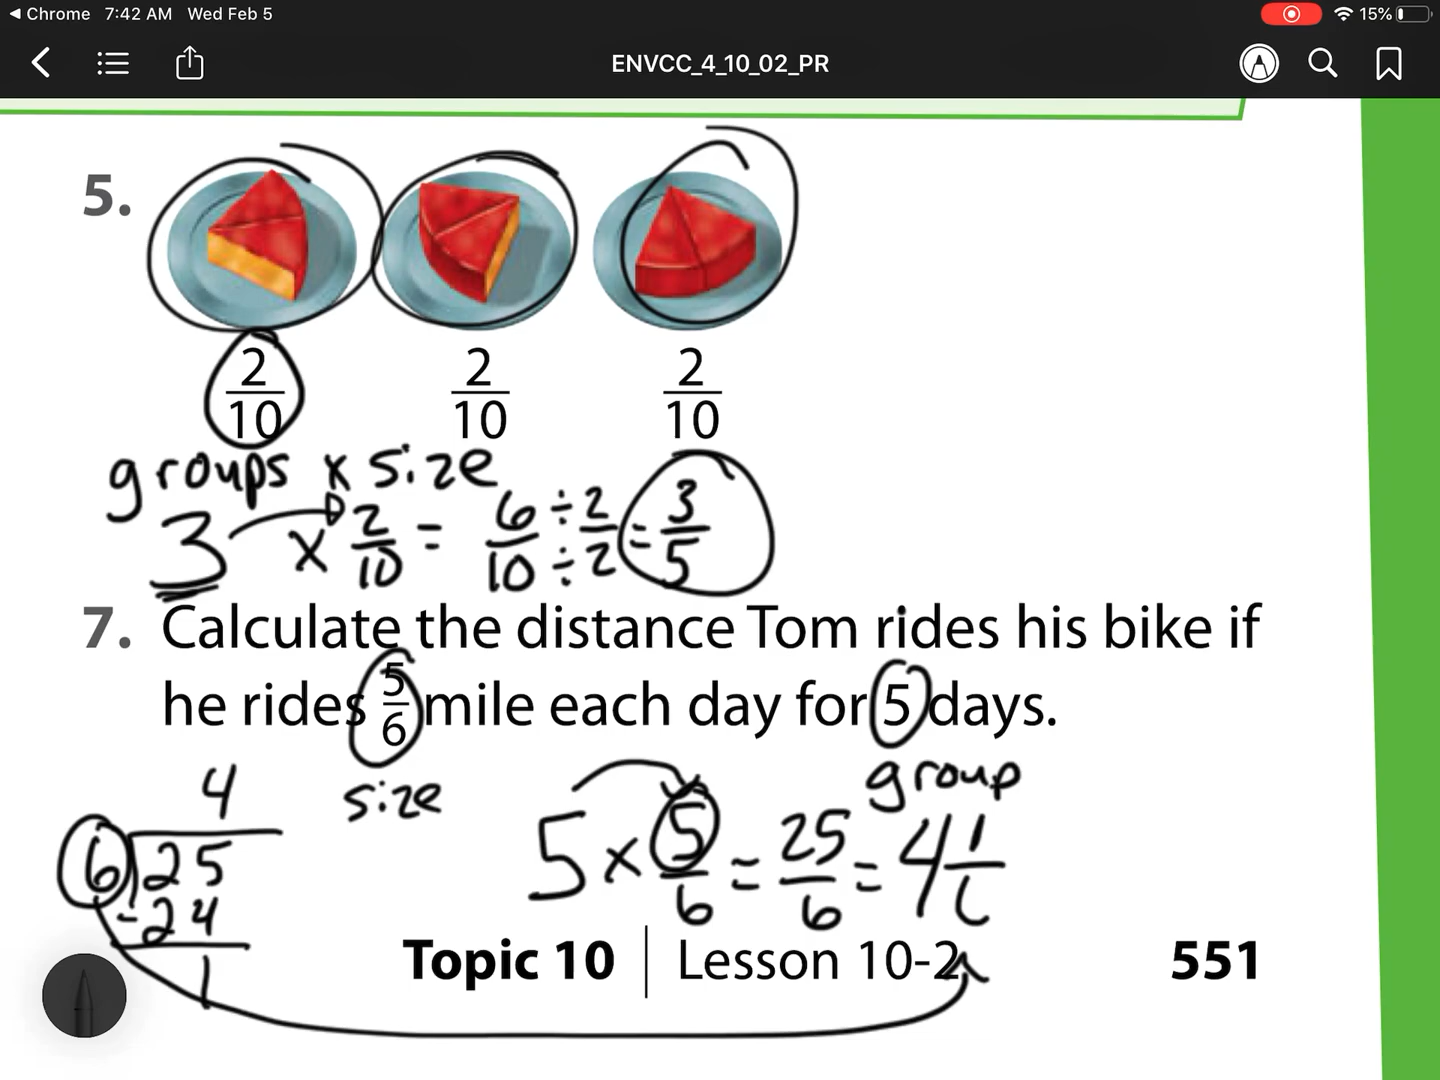 Chrome 7:42 AM Wed Feb 5 15%
ENVCC_4_10_02_PR
5.
2/10 2/10 2/10
groups x size
3 x 2/10 = 6/10 ÷ 2/÷ 2 = 3/5
7. Calculate the distance Tom rides his bike if
he rides 5/6 mile each day for 5 days.
size group
4
6)25
-24
1
5 x 5/6 = 25/6 = 4 1/
Topic 10 | Lesson 10-2 551